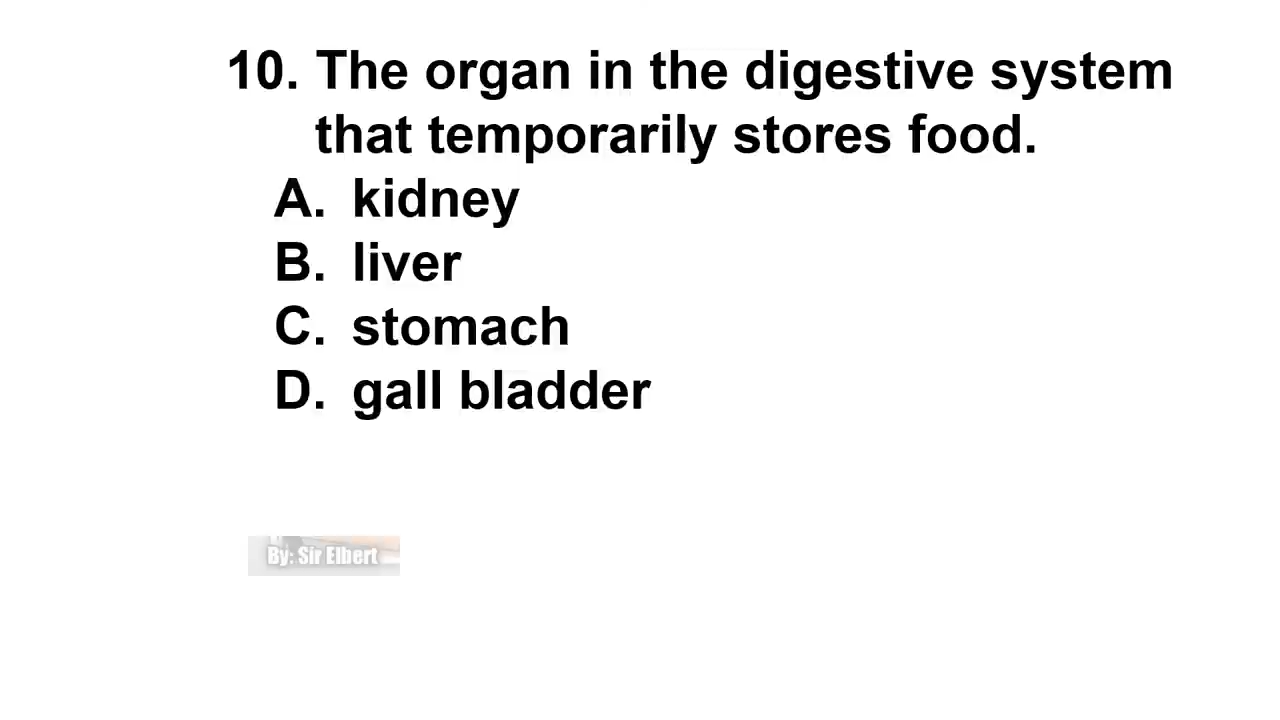 10. The organ in the digestive system
that temporarily stores food.
A. kidney
B. liver
C. stomach
D. gall bladder
By: Sir Elbert